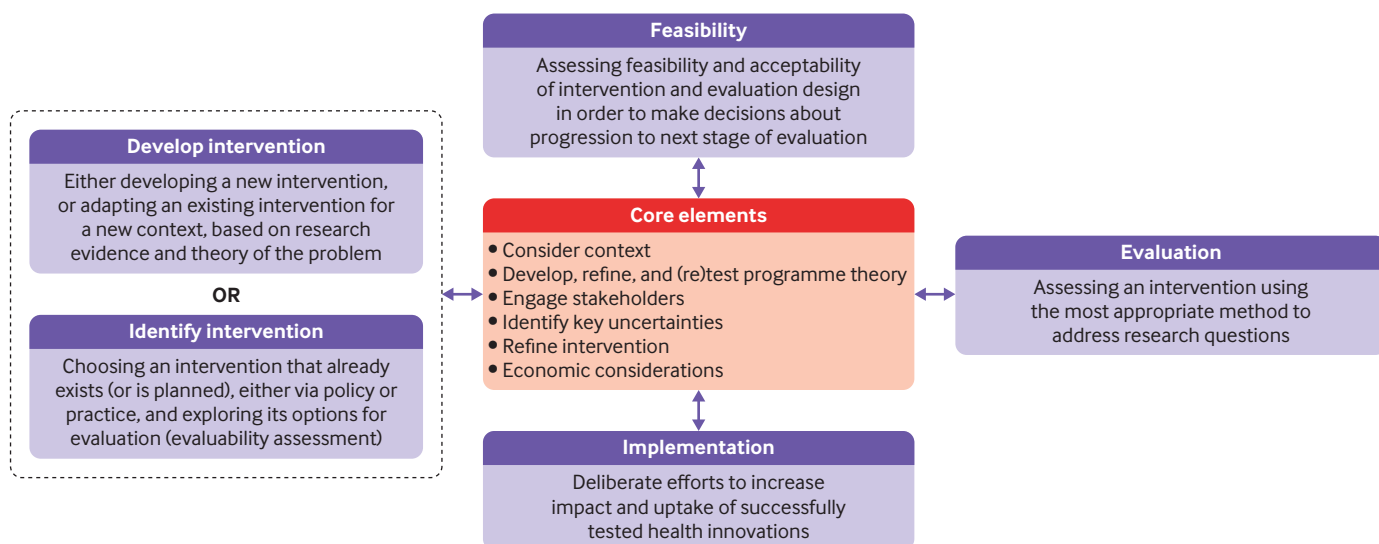 Feasibility
Assessing feasibility and acceptability
of intervention and evaluation design
in order to make decisions about
progression to next stage of evaluation
Develop intervention
Either developing a new intervention,
or adapting an existing intervention for
a new context, based on research
evidence and theory of the problem
OR
Identify intervention
Choosing an intervention that already
exists (or is planned), either via policy or
practice, and exploring its options for
evaluation (evaluability assessment)
Core elements
• Consider context
• Develop, refine, and (re)test programme theory
• Engage stakeholders
• Identify key uncertainties
• Refine intervention
• Economic considerations
Evaluation
Assessing an intervention using
the most appropriate method to
address research questions
Implementation
Deliberate efforts to increase
impact and uptake of successfully
tested health innovations